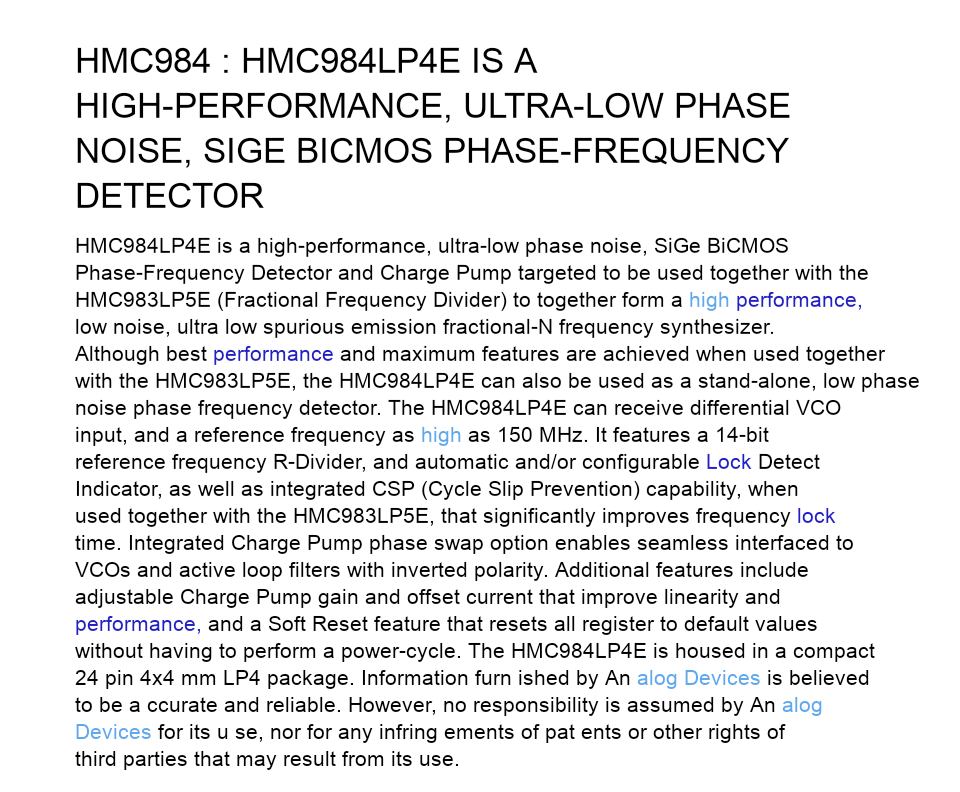 HMC984 : HMC984LP4E IS A
HIGH-PERFORMANCE, ULTRA-LOW PHASE
NOISE, SIGE BICMOS PHASE-FREQUENCY
DETECTOR
HMC984LP4E is a high-performance, ultra-low phase noise, SiGe BiCMOS
Phase-Frequency Detector and Charge Pump targeted to be used together with the
HMC983LP5E (Fractional Frequency Divider) to together form a high performance,
low noise, ultra low spurious emission fractional-N frequency synthesizer.
Although best performance and maximum features are achieved when used together
with the HMC983LP5E, the HMC984LP4E can also be used as a stand-alone, low phase
noise phase frequency detector. The HMC984LP4E can receive differential VCO
input, and a reference frequency as high as 150 MHz. It features a 14-bit
reference frequency R-Divider, and automatic and/or configurable Lock Detect
Indicator, as well as integrated CSP (Cycle Slip Prevention) capability, when
used together with the HMC983LP5E, that significantly improves frequency lock
time. Integrated Charge Pump phase swap option enables seamless interfaced to
VCOs and active loop filters with inverted polarity. Additional features include
adjustable Charge Pump gain and offset current that improve linearity and
performance, and a Soft Reset feature that resets all register to default values
without having to perform a power-cycle. The HMC984LP4E is housed in a compact
24 pin 4x4 mm LP4 package. Information furn ished by An alog Devices is believed
to be a ccurate and reliable. However, no responsibility is assumed by An alog
Devices for its u se, nor for any infring ements of pat ents or other rights of
third parties that may result from its use.